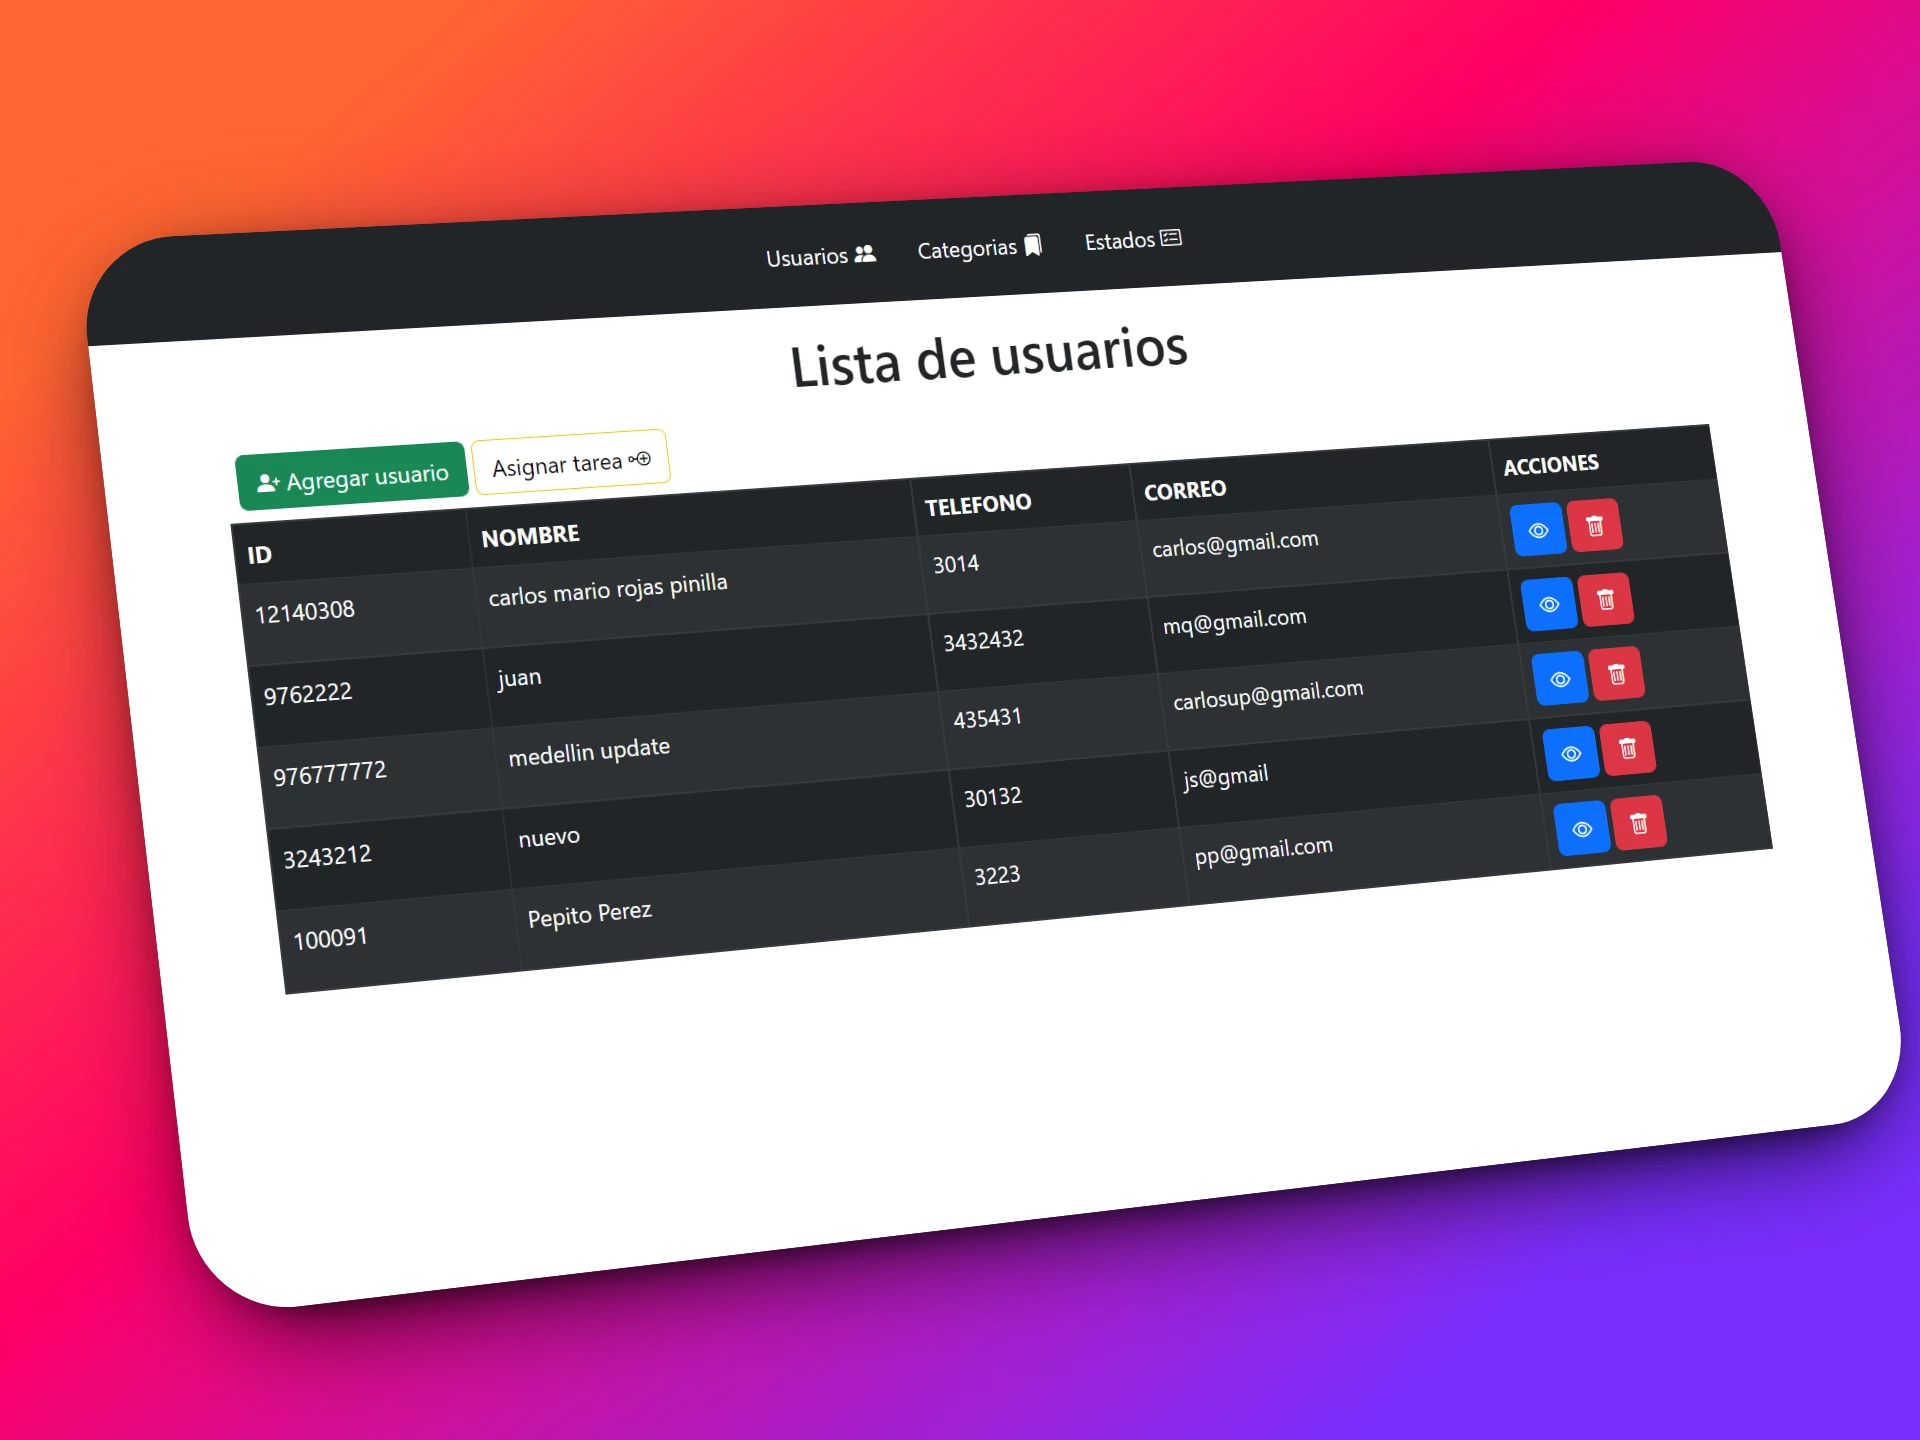 Usuarios Categorias Estados
Lista de usuarios
Agregar usuario Asignar tarea
ID NOMBRE TELEFONO CORREO ACCIONES
12140308 carlos mario rojas pinilla 3014 carlos@gmail.com
9762222 juan 3432432 mq@gmail.com
976777772 medellin update 435431 carlosup@gmail.com
3243212 nuevo 30132 js@gmail
100091 Pepito Perez 3223 pp@gmail.com